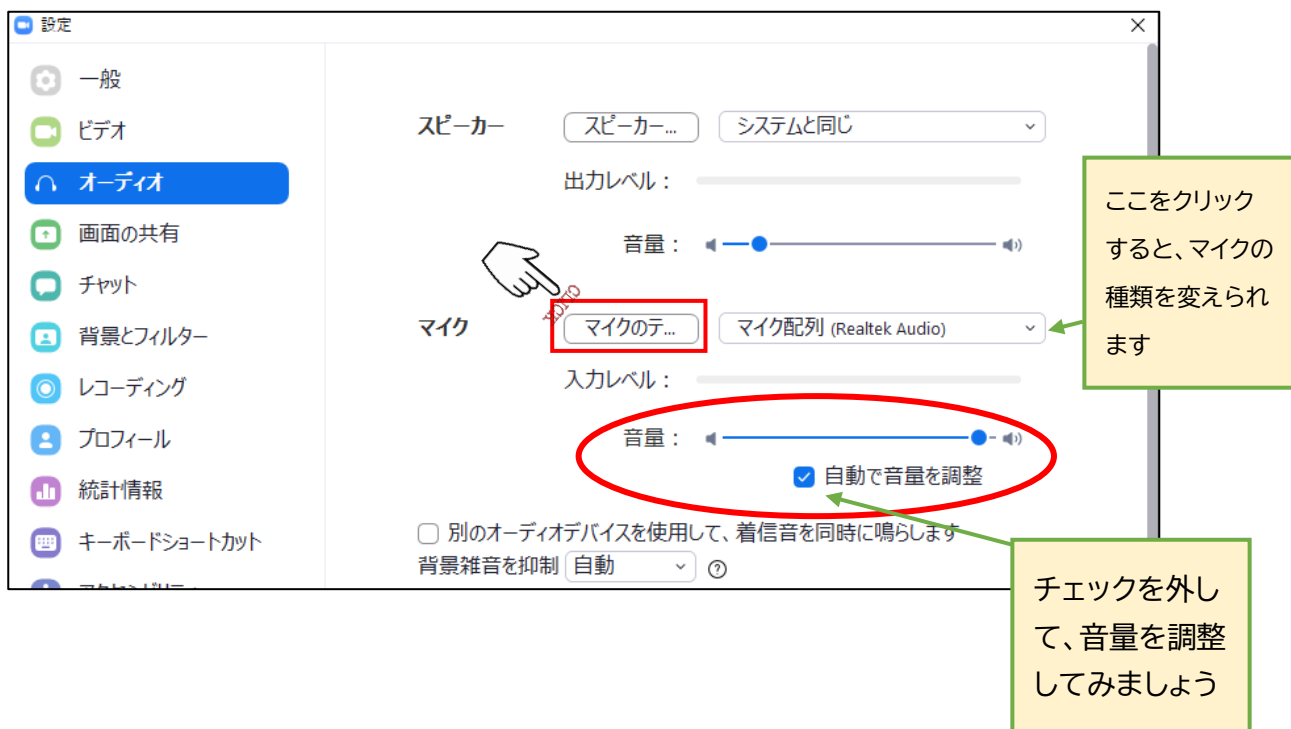 設定
一般
ビデオ
オーディオ
画面の共有
チャット
背景とフィルター
レコーディング
プロフィール
統計情報
キーボードショートカット
スピーカー スピーカー... システムと同じ
出力レベル：
音量：
CLICK
マイク マイクのテ... マイク配列 (Realtek Audio)
入力レベル：
音量：
自動で音量を調整
別のオーディオデバイスを使用して、着信音を同時に鳴らします
背景雑音を抑制 自動
ここをクリック
すると、マイクの
種類を変えられ
ます
チェックを外し
て、音量を調整
してみましょう